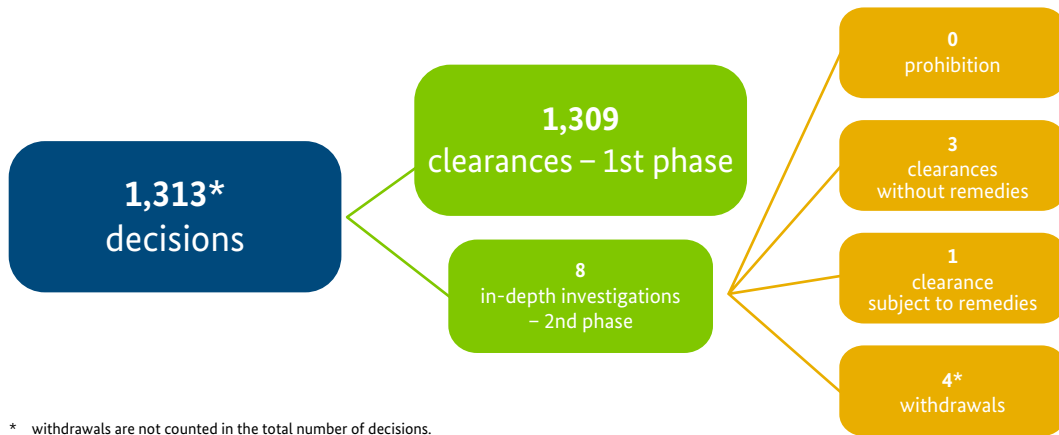 1,313*
decisions
1,309
clearances – 1st phase
8
in-depth investigations
– 2nd phase
0
prohibition
3
clearances
without remedies
1
clearance
subject to remedies
4*
withdrawals
* withdrawals are not counted in the total number of decisions.